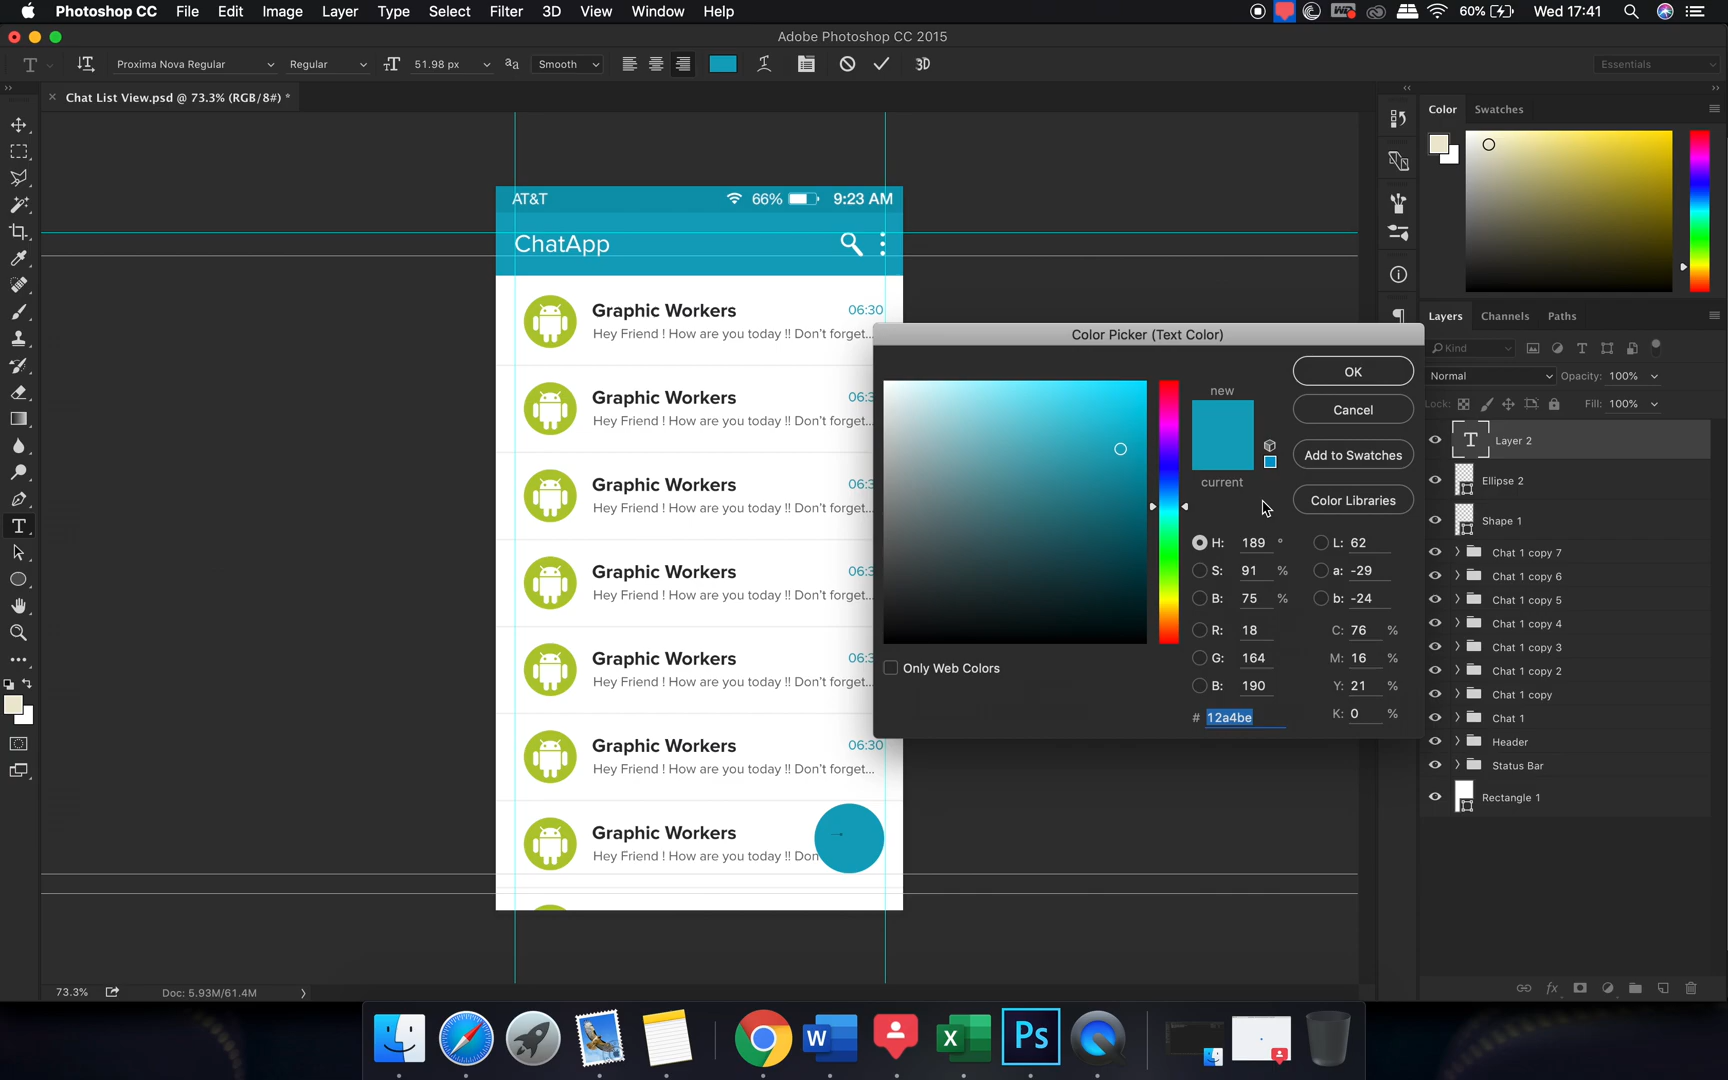 Photoshop CC File Edit Image Layer Type Select Filter 3D View Window Help 60% Wed 17:41
Adobe Photoshop CC 2015
Proxima Nova Regular Regular 51.98 px Smooth 3D Essentials
Chat List View.psd @ 73.3% (RGB/8#) *
Color Swatches
AT&T 66% 9:23 AM
ChatApp
Graphic Workers 06:30
Hey Friend ! How are you today !! Don't forget...
Graphic Workers
Hey Friend ! How are you today !! Don't forget...
Graphic Workers
Hey Friend ! How are you today !! Don't forget...
Graphic Workers
Hey Friend ! How are you today !! Don't forget...
Graphic Workers
Hey Friend ! How are you today !! Don't forget...
Graphic Workers 06:30
Hey Friend ! How are you today !! Don't forget...
Graphic Workers
Hey Friend ! How are you today !! Don
Color Picker (Text Color)
new
current
OK
Cancel
Add to Swatches
Color Libraries
H: 189 ° L: 62
S: 91 % a: -29
B: 75 % b: -24
R: 18 C: 76 %
G: 164 M: 16 %
B: 190 Y: 21 %
# 12a4be K: 0 %
Only Web Colors
Layers Channels Paths
Kind
Normal Opacity: 100%
Lock: Fill: 100%
T Layer 2
Ellipse 2
Shape 1
Chat 1 copy 7
Chat 1 copy 6
Chat 1 copy 5
Chat 1 copy 4
Chat 1 copy 3
Chat 1 copy 2
Chat 1 copy
Chat 1
Header
Status Bar
Rectangle 1
73.3% Doc: 5.93M/61.4M
W X Ps